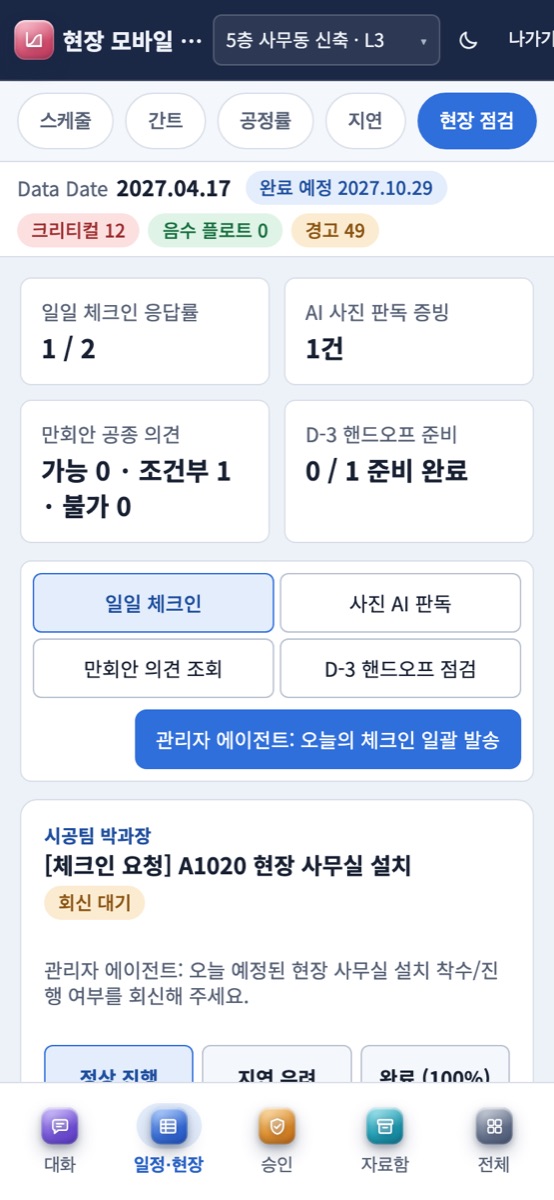 현장 모바일 ···
5층 사무동 신축 · L3
나가기
스케줄
간트
공정률
지연
현장 점검
Data Date 2027.04.17
완료 예정 2027.10.29
크리티컬 12
음수 플로트 0
경고 49
일일 체크인 응답률
1 / 2
AI 사진 판독 증빙
1건
만회안 공종 의견
가능 0 · 조건부 1
· 불가 0
D-3 핸드오프 준비
0 / 1 준비 완료
일일 체크인
사진 AI 판독
만회안 의견 조회
D-3 핸드오프 점검
관리자 에이전트: 오늘의 체크인 일괄 발송
시공팀 박과장
[체크인 요청] A1020 현장 사무실 설치
회신 대기
관리자 에이전트: 오늘 예정된 현장 사무실 설치 착수/진
행 여부를 회신해 주세요.
정상 진행
지연 우려
완료 (100%)
대화
일정·현장
승인
자료함
전체